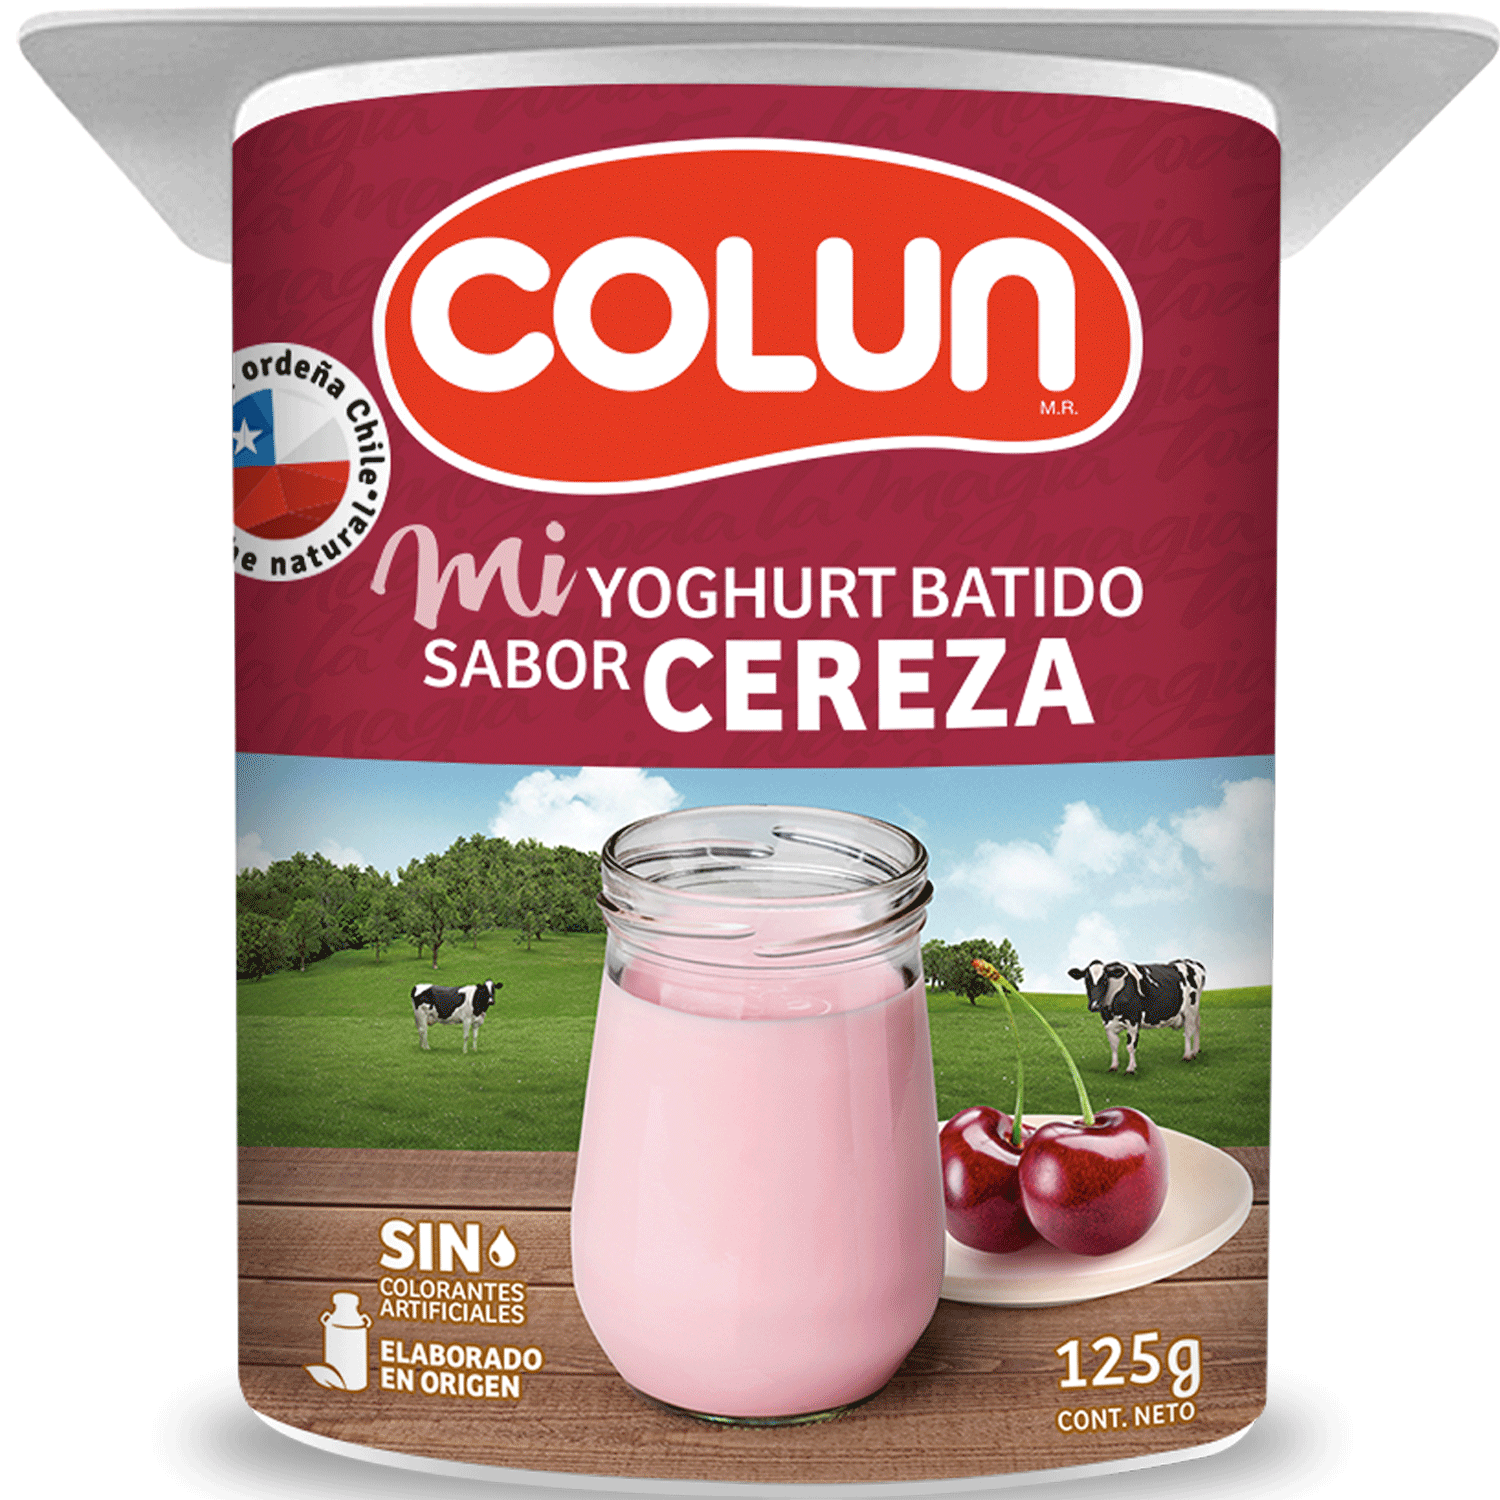 COLUN
M.R.
ordeña Chile •
natural
mi YOGHURT BATIDO
SABOR CEREZA
SIN
COLORANTES
ARTIFICIALES
ELABORADO
EN ORIGEN
125g
CONT. NETO